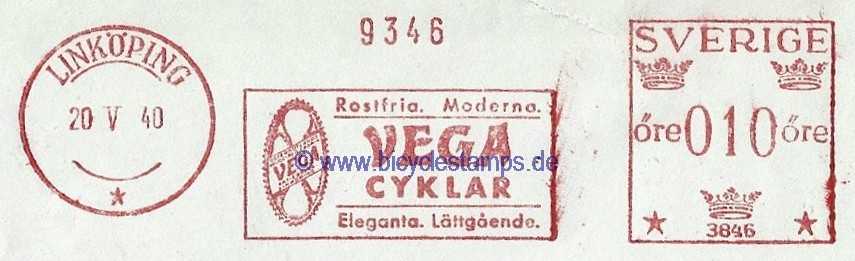 LINKÖPING
20 V 40
9346
Rostfria. Moderna.
VEGA
VEGA
CYKLAR
Eleganta. Lättgående.
© www.bicyclestamps.de
SVERIGE
öre 010 öre
3846